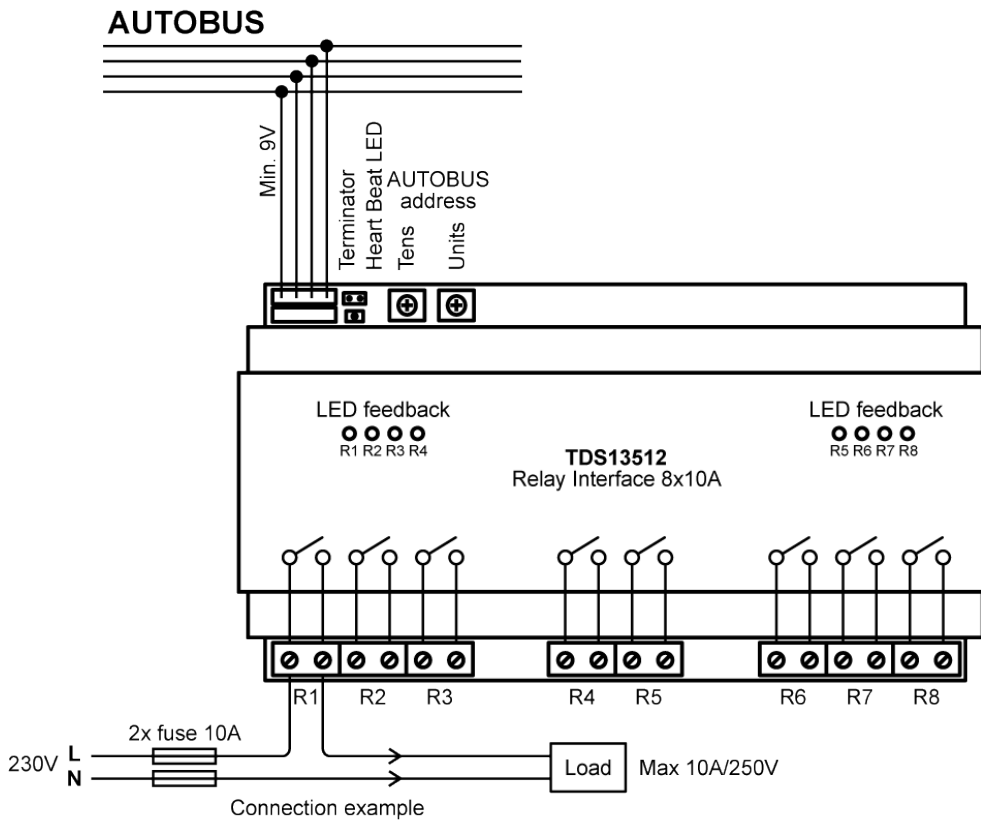 AUTOBUS
Min. 9V
Terminator
Heart Beat LED
AUTOBUS
address
Tens
Units
LED feedback
R1 R2 R3 R4
LED feedback
R5 R6 R7 R8
TDS13512
Relay Interface 8x10A
R1 R2 R3 R4 R5 R6 R7 R8
2x fuse 10A
230V L
N
Load Max 10A/250V
Connection example